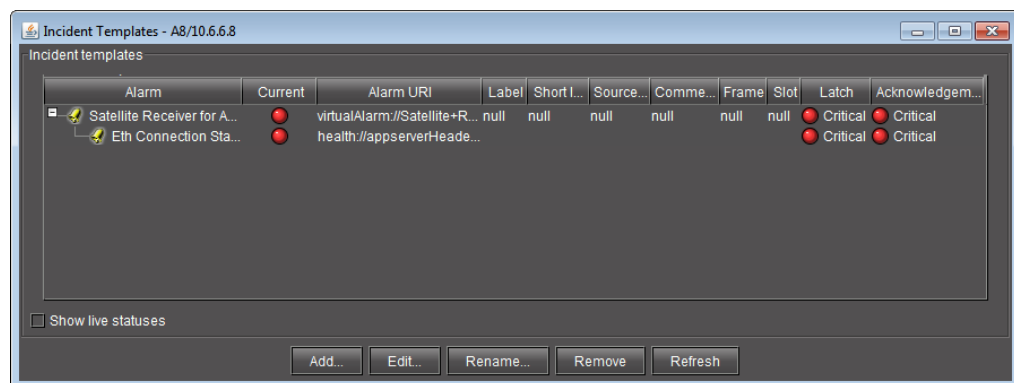 Incident Templates - A8/10.6.6.8
Incident templates
Alarm Current Alarm URI Label Short I... Source... Comme... Frame Slot Latch Acknowledgem...
Satellite Receiver for A... virtualAlarm://Satellite+R... null null null null null null Critical Critical
Eth Connection Sta... health://appserverHeade... Critical Critical
Show live statuses
Add... Edit... Rename... Remove Refresh